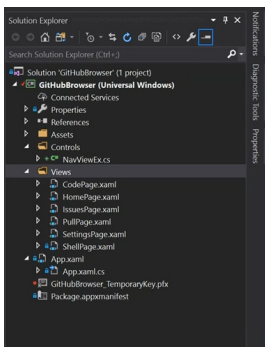 Solution Explorer
Search Solution Explorer (Ctrl+;)
Solution 'GitHubBrowser' (1 project)
GitHubBrowser (Universal Windows)
Connected Services
Properties
References
Assets
Controls
NavViewEx.cs
Views
CodePage.xaml
HomePage.xaml
IssuesPage.xaml
PullPage.xaml
SettingsPage.xaml
ShellPage.xaml
App.xaml
App.xaml.cs
GitHubBrowser_TemporaryKey.pfx
Package.appxmanifest
Notifications
Diagnostic Tools
Properties